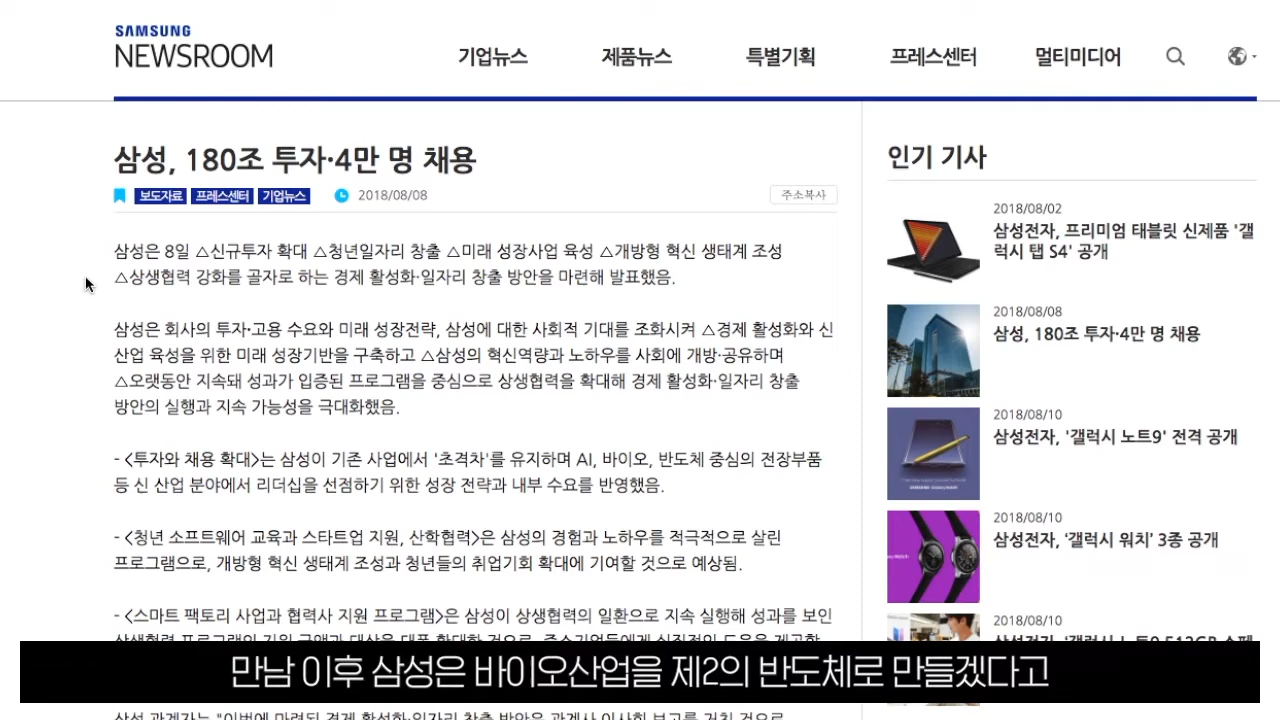 SAMSUNG
NEWSROOM
기업뉴스 제품뉴스 특별기획 프레스센터 멀티미디어
삼성, 180조 투자·4만 명 채용
보도자료 프레스센터 기업뉴스 2018/08/08 주소복사
삼성은 8일 △신규투자 확대 △청년일자리 창출 △미래 성장사업 육성 △개방형 혁신 생태계 조성
△상생협력 강화를 골자로 하는 경제 활성화·일자리 창출 방안을 마련해 발표했음.
삼성은 회사의 투자·고용 수요와 미래 성장전략, 삼성에 대한 사회적 기대를 조화시켜 △경제 활성화와 신
산업 육성을 위한 미래 성장기반을 구축하고 △삼성의 혁신역량과 노하우를 사회에 개방·공유하며
△오랫동안 지속돼 성과가 입증된 프로그램을 중심으로 상생협력을 확대해 경제 활성화·일자리 창출
방안의 실행과 지속 가능성을 극대화했음.
- <투자와 채용 확대>는 삼성이 기존 사업에서 '초격차'를 유지하며 AI, 바이오, 반도체 중심의 전장부품
등 신 산업 분야에서 리더십을 선점하기 위한 성장 전략과 내부 수요를 반영했음.
- <청년 소프트웨어 교육과 스타트업 지원, 산학협력>은 삼성의 경험과 노하우를 적극적으로 살린
프로그램으로, 개방형 혁신 생태계 조성과 청년들의 취업기회 확대에 기여할 것으로 예상됨.
- <스마트 팩토리 사업과 협력사 지원 프로그램>은 삼성이 상생협력의 일환으로 지속 실행해 성과를 보인
인기 기사
2018/08/02
삼성전자, 프리미엄 태블릿 신제품 '갤
럭시 탭 S4' 공개
2018/08/08
삼성, 180조 투자·4만 명 채용
2018/08/10
삼성전자, '갤럭시 노트9' 전격 공개
2018/08/10
삼성전자, '갤럭시 워치' 3종 공개
2018/08/10
만남 이후 삼성은 바이오산업을 제2의 반도체로 만들겠다고